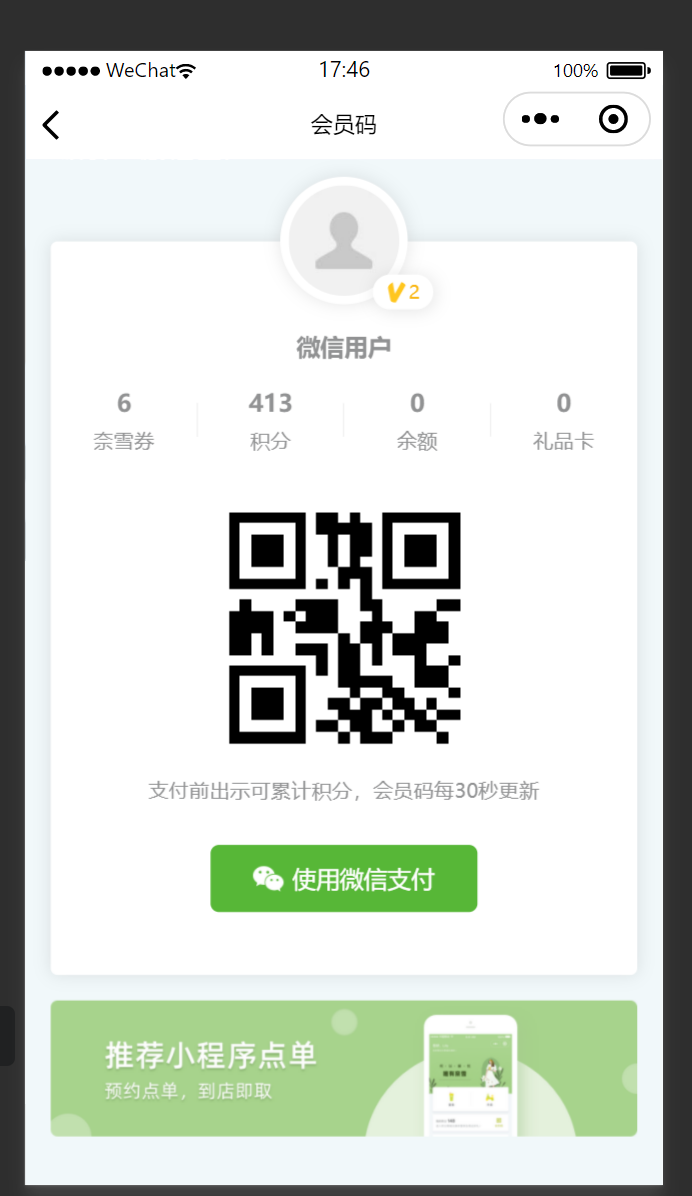 ●●●●● WeChat 17:46 100%
会员码
V2
微信用户
6 413 0 0
奈雪券 积分 余额 礼品卡
支付前出示可累计积分，会员码每30秒更新
使用微信支付
推荐小程序点单
预约点单，到店即取